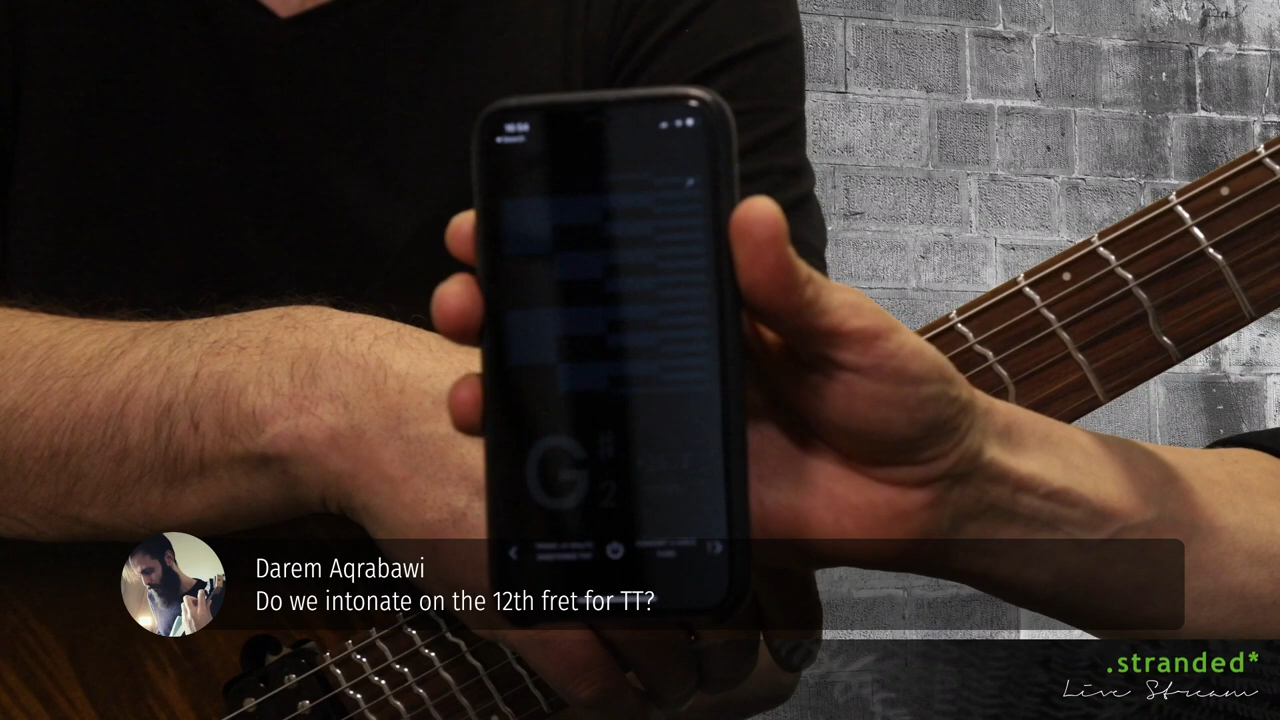 G
#
2
Darem Aqrabawi
Do we intonate on the 12th fret for TT?
.stranded*
Live Stream